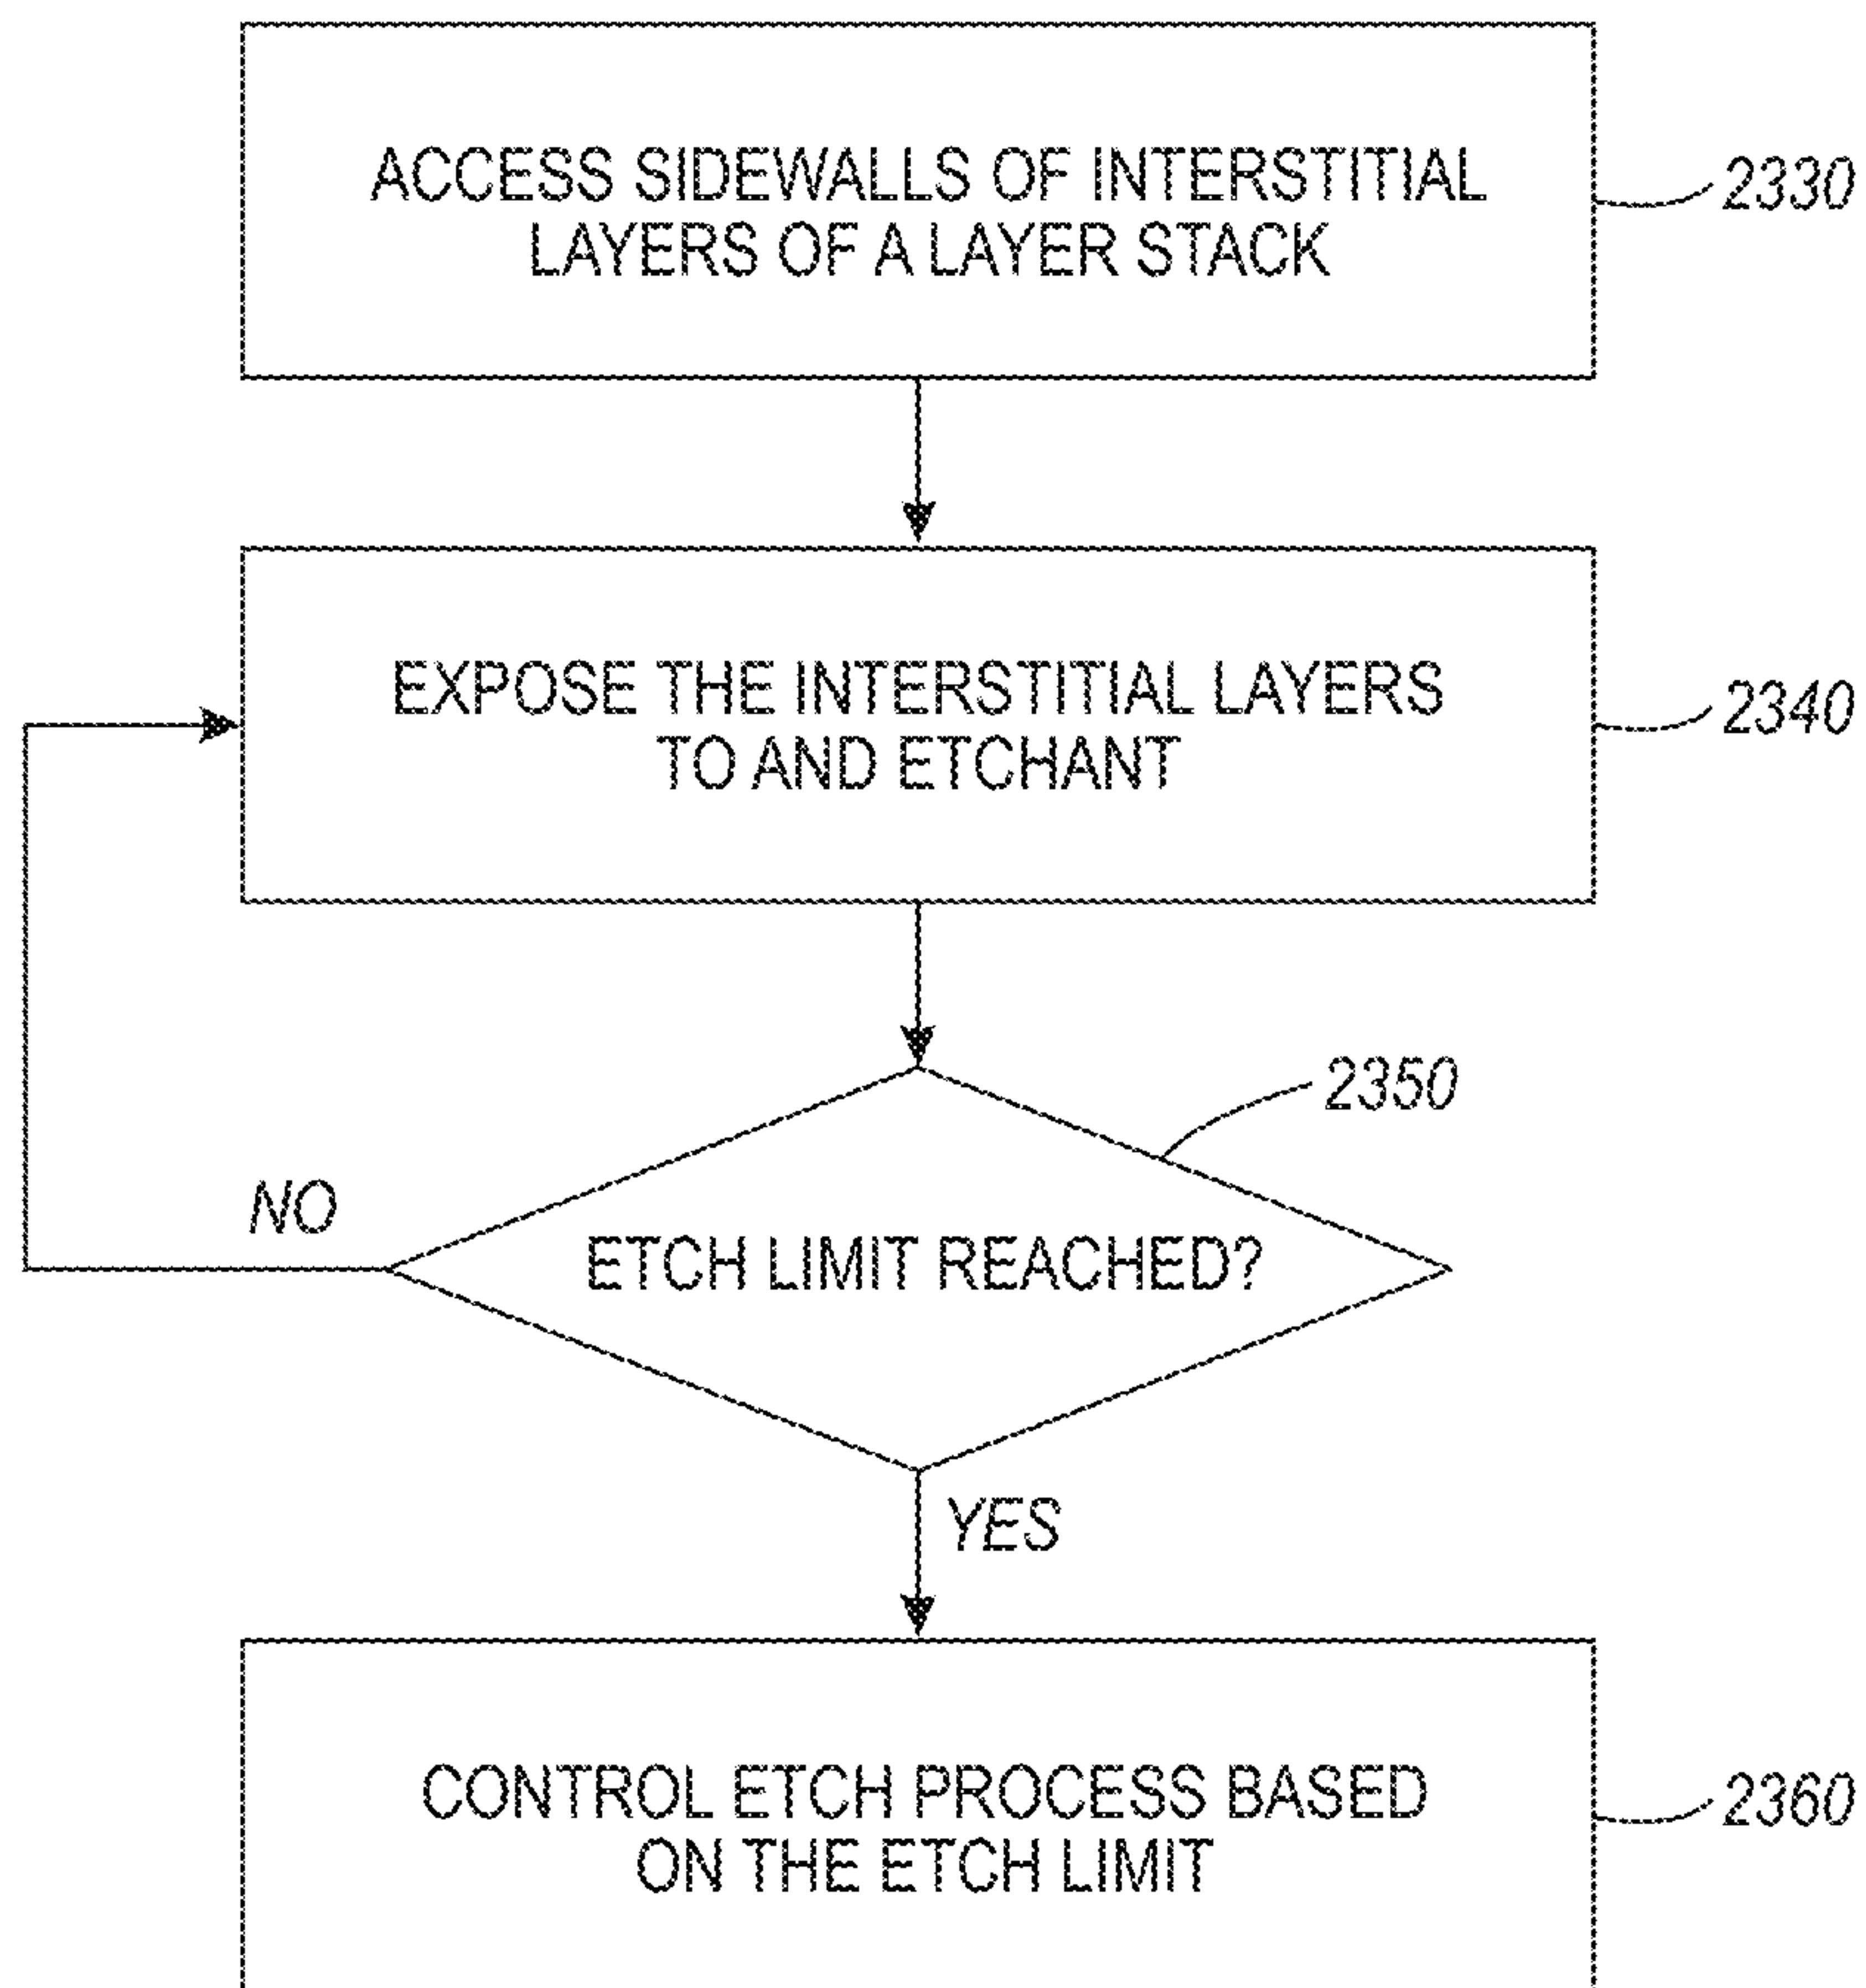 ACCESS SIDEWALLS OF INTERSTITIAL
LAYERS OF A LAYER STACK
2330
EXPOSE THE INTERSTITIAL LAYERS
TO AND ETCHANT
2340
2350
NO
ETCH LIMIT REACHED?
YES
CONTROL ETCH PROCESS BASED
ON THE ETCH LIMIT
2360